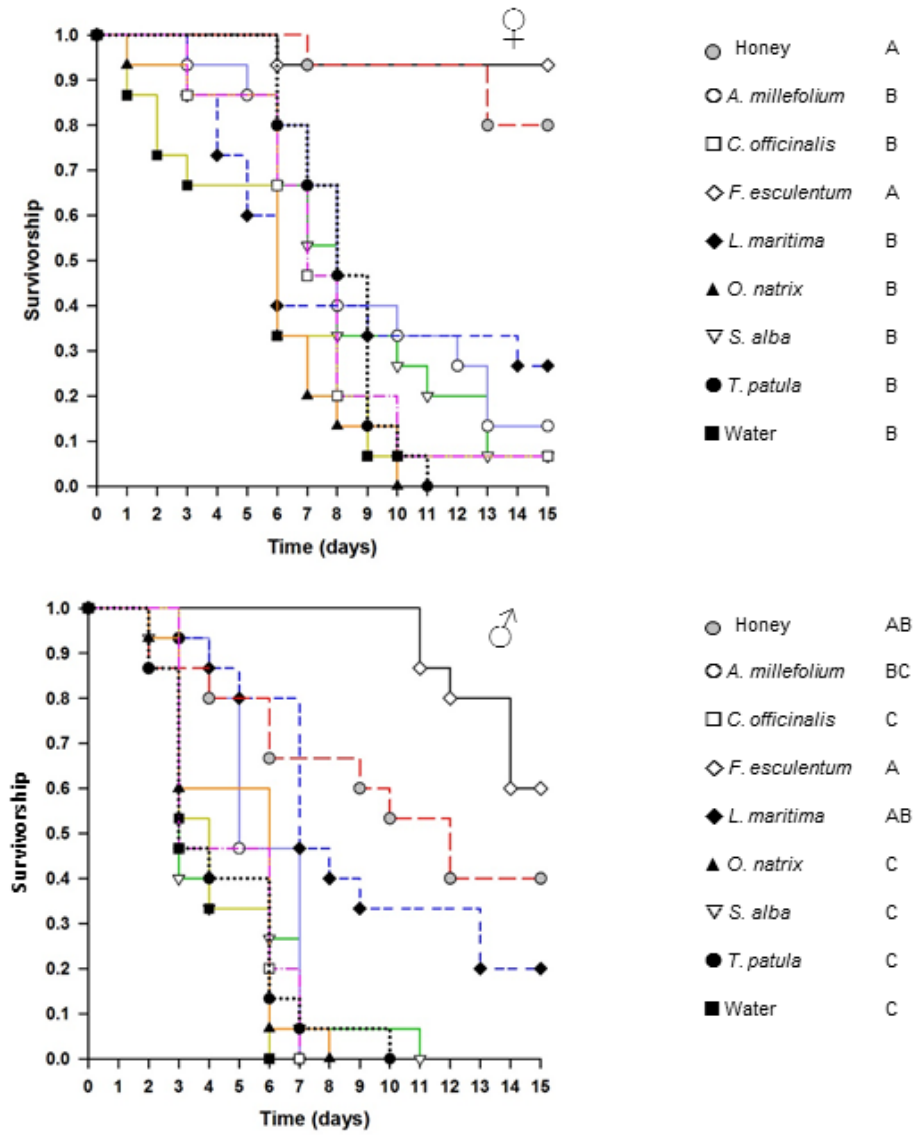 ♀
1.0
0.9
0.8
0.7
0.6
0.5
0.4
0.3
0.2
0.1
0.0
Survivorship
0 1 2 3 4 5 6 7 8 9 10 11 12 13 14 15
Time (days)
Honey A
A. millefolium B
C. officinalis B
F. esculentum A
L. maritima B
O. natrix B
S. alba B
T. patula B
Water B
♂
1.0
0.9
0.8
0.7
0.6
0.5
0.4
0.3
0.2
0.1
0.0
Survivorship
0 1 2 3 4 5 6 7 8 9 10 11 12 13 14 15
Time (days)
Honey AB
A. millefolium BC
C. officinalis C
F. esculentum A
L. maritima AB
O. natrix C
S. alba C
T. patula C
Water C